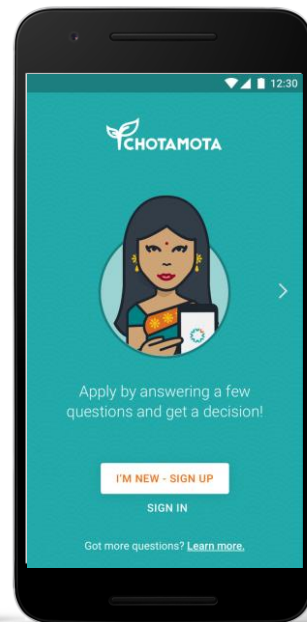 12:30
CHOTAMOTA
Apply by answering a few
questions and get a decision!
I'M NEW - SIGN UP
SIGN IN
Got more questions? Learn more.